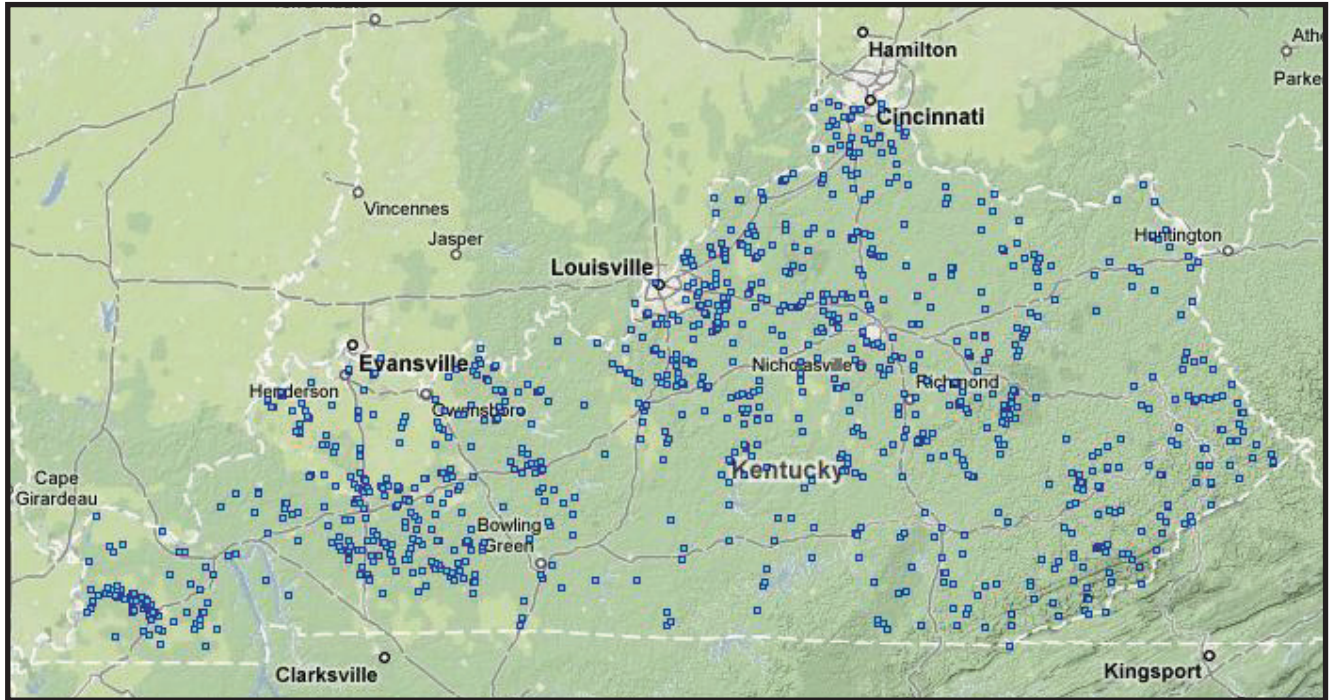 Hamilton
Athe
Parke
Cincinnati
Vincennes
Jasper
Huntington
Louisville
Evansville
Nicholasville
Henderson
Richmond
Owensboro
Kentucky
Cape
Girardeau
Bowling
Green
Clarksville
Kingsport